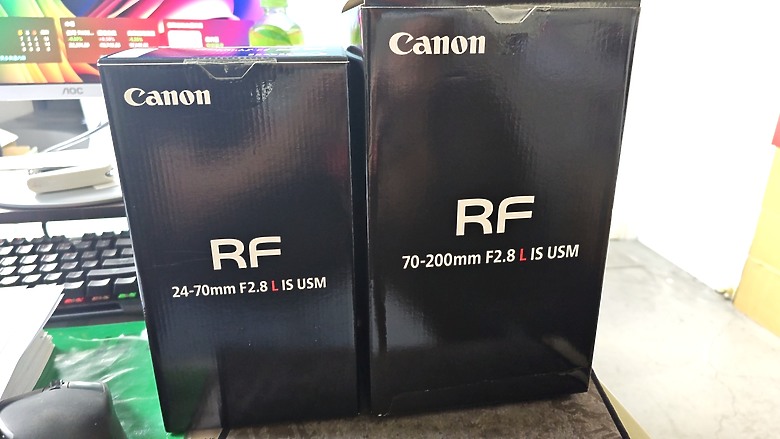 AOC
Canon
RF
24-70mm F2.8 L IS USM
Canon
RF
70-200mm F2.8 L IS USM